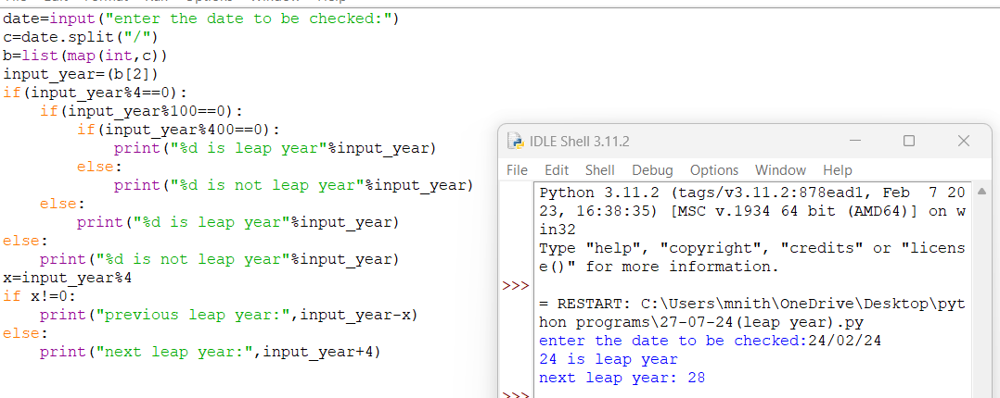 date=input("enter the date to be checked:")
c=date.split("/")
b=list(map(int,c))
input_year=(b[2])
if(input_year%4==0):
    if(input_year%100==0):
        if(input_year%400==0):
            print("%d is leap year"%input_year)
        else:
            print("%d is not leap year"%input_year)
    else:
        print("%d is leap year"%input_year)
else:
    print("%d is not leap year"%input_year)
x=input_year%4
if x!=0:
    print("previous leap year:",input_year-x)
else:
    print("next leap year:",input_year+4)
IDLE Shell 3.11.2
File Edit Shell Debug Options Window Help
Python 3.11.2 (tags/v3.11.2:878ead1, Feb  7 20
23, 16:38:35) [MSC v.1934 64 bit (AMD64)] on w
in32
Type "help", "copyright", "credits" or "licens
e()" for more information.
>>>
= RESTART: C:\Users\mnith\OneDrive\Desktop\pyt
hon programs\27-07-24(leap year).py
enter the date to be checked:24/02/24
24 is leap year
next leap year: 28
>>>